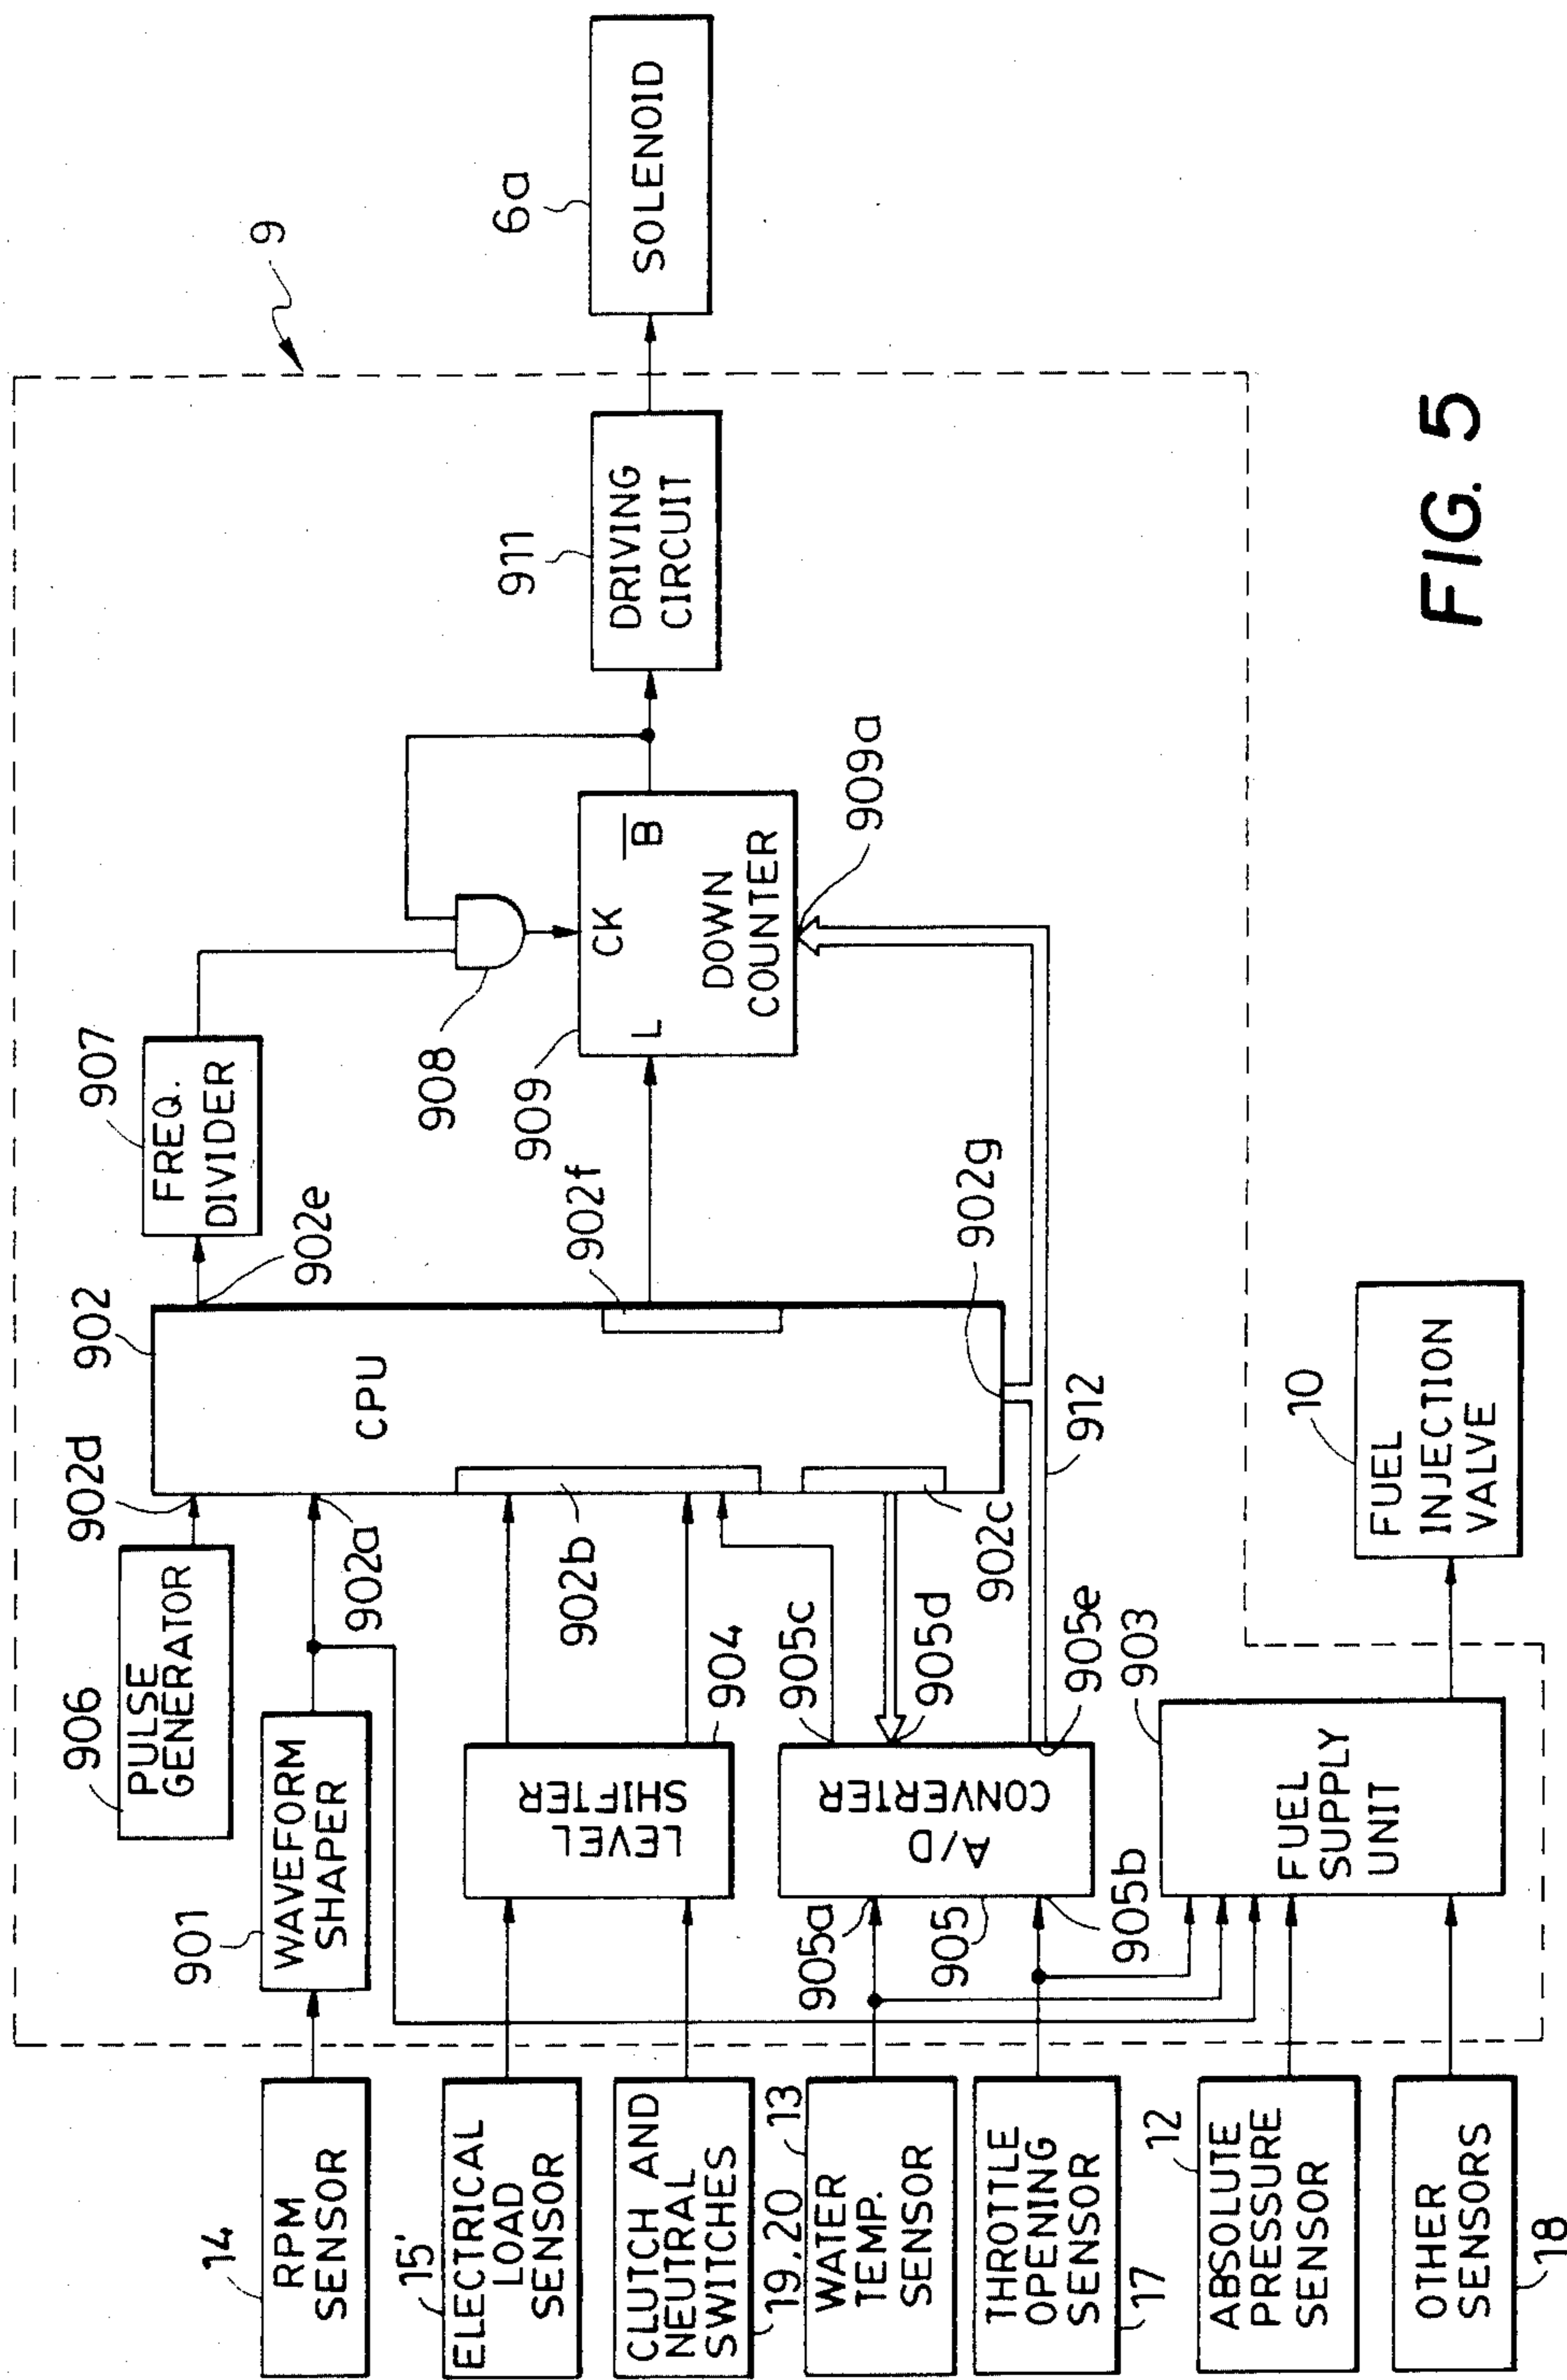 14
RPM
SENSOR
15'
ELECTRICAL
LOAD
SENSOR
CLUTCH AND
NEUTRAL
SWITCHES
19,20
13
WATER
TEMP.
SENSOR
THROTTLE
OPENING
SENSOR
17
12
ABSOLUTE
PRESSURE
SENSOR
OTHER
SENSORS
18
906
PULSE
GENERATOR
901
WAVEFORM
SHAPER
LEVEL
SHIFTER
904
A/D
CONVERTER
905a
905
905b
905c
905d
905e
903
FUEL
SUPPLY
UNIT
10
FUEL
INJECTION
VALVE
902d
902
902a
902b
902c
CPU
902e
902f
902g
912
907
FREQ.
DIVIDER
908
909
L
CK
B
DOWN
COUNTER
909a
911
DRIVING
CIRCUIT
9
6a
SOLENOID
FIG. 5